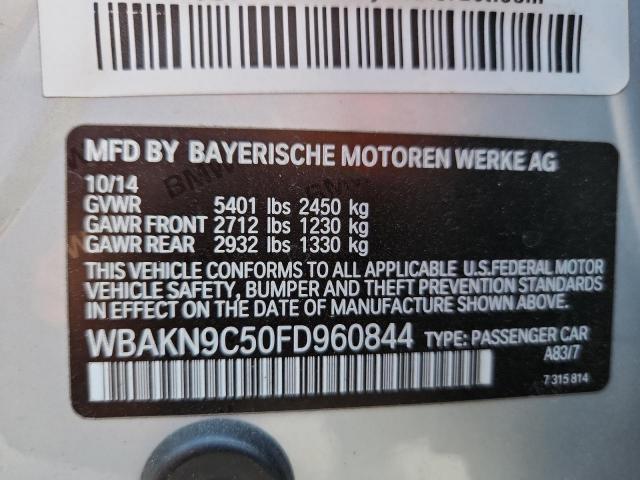 MFD BY BAYERISCHE MOTOREN WERKE AG
10/14
GVWR 5401 lbs 2450 kg
GAWR FRONT 2712 lbs 1230 kg
GAWR REAR 2932 lbs 1330 kg
THIS VEHICLE CONFORMS TO ALL APPLICABLE U.S.FEDERAL MOTOR
VEHICLE SAFETY, BUMPER AND THEFT PREVENTION STANDARDS
IN EFFECT ON THE DATE OF MANUFACTURE SHOWN ABOVE.
WBAKN9C50FD960844 TYPE: PASSENGER CAR
A83/7
7 315 814